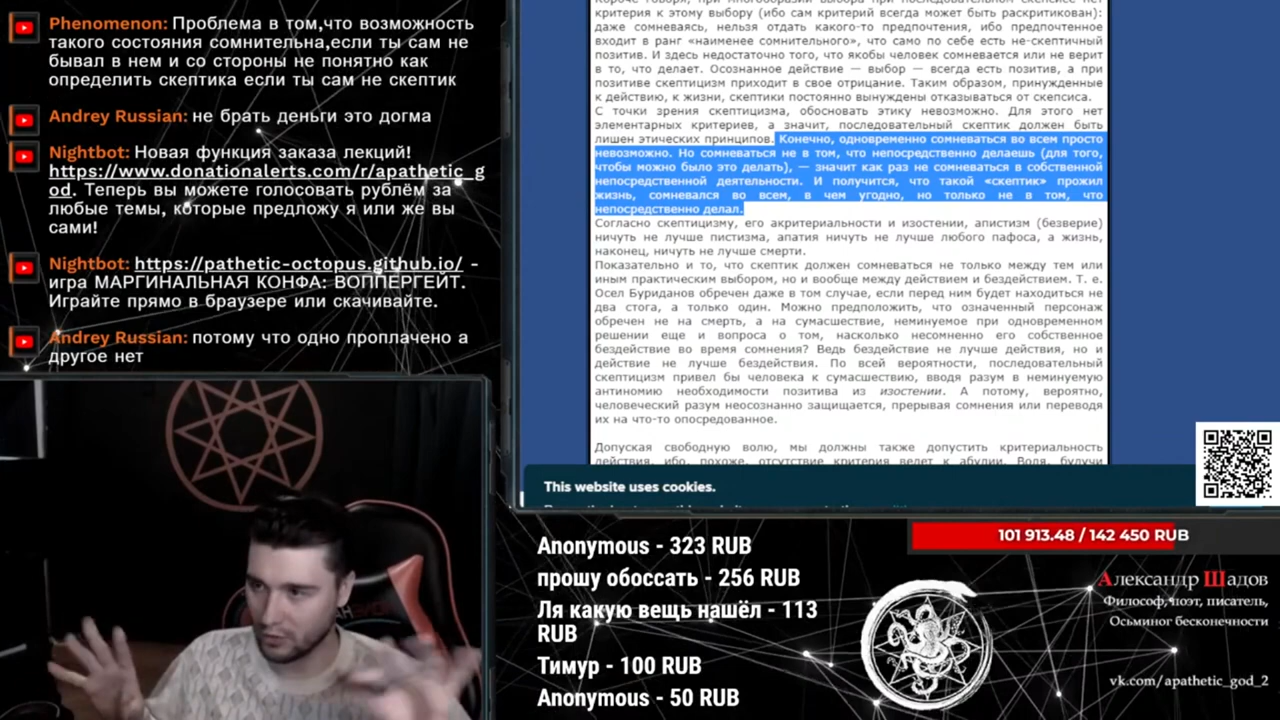 Phenomenon: Проблема в том,что возможность
такого состояния сомнительна,если ты сам не
бывал в нем и со стороны не понятно как
определить скептика если ты сам не скептик
Andrey Russian: не брать деньги это догма
Nightbot: Новая функция заказа лекций!
https://www.donationalerts.com/r/apathetic_g
od. Теперь вы можете голосовать рублём за
любые темы, которые предложу я или же вы
сами!
Nightbot: https://pathetic-octopus.github.io/ -
игра МАРГИНАЛЬНАЯ КОНФА: ВОППЕРГЕЙТ.
Играйте прямо в браузере или скачивайте.
Andrey Russian: потому что одно проплачено а
другое нет
Короче говоря, при многообразии выбора при последовательном скепсисе нет
критерия к этому выбору (ибо сам критерий всегда может быть раскритикован):
даже сомневаясь, нельзя отдать какого-то предпочтения, ибо предпочтенное
входит в ранг «наименее сомнительного», что само по себе есть не-скептичный
позитив. И здесь недостаточно того, что якобы человек сомневается или не верит
в то, что делает. Осознанное действие — выбор — всегда есть позитив, а при
позитиве скептицизм приходит в свое отрицание. Таким образом, принужденные
к действию, к жизни, скептики постоянно вынуждены отказываться от скепсиса.
С точки зрения скептицизма, обосновать этику невозможно. Для этого нет
элементарных критериев, а значит, последовательный скептик должен быть
лишен этических принципов. Конечно, одновременно сомневаться во всем просто
невозможно. Но сомневаться не в том, что непосредственно делаешь (для того,
чтобы можно было это делать), — значит как раз не сомневаться в собственной
непосредственной деятельности. И получится, что такой «скептик» прожил
жизнь, сомневался во всем, в чем угодно, но только не в том, что
непосредственно делал.
Согласно скептицизму, его акритериальности и изостении, апистизм (безверие)
ничуть не лучше пистизма, апатия ничуть не лучше любого пафоса, а жизнь,
наконец, ничуть не лучше смерти.
Показательно и то, что скептик должен сомневаться не только между тем или
иным практическим выбором, но и вообще между действием и бездействием. Т. е.
Осел Буриданов обречен даже в том случае, если перед ним будет находиться не
два стога, а только один. Можно предположить, что означенный персонаж
обречен не на смерть, а на сумасшествие, неминуемое при одновременном
решении еще и вопроса о том, насколько несомненно его собственное
бездействие во время сомнения? Ведь бездействие не лучше действия, но и
действие не лучше бездействия. По всей вероятности, последовательный
скептицизм привел бы человека к сумасшествию, вводя разум в неминуемую
антиномию необходимости позитива из изостении. А потому, вероятно,
человеческий разум неосознанно защищается, прерывая сомнения или переводя
их на что-то опосредованное.
Допуская свободную волю, мы должны также допустить критериальность
действия, ибо, похоже, отсутствие критерия ведет к абулии. Воля, будучи
This website uses cookies.
101 913.48 / 142 450 RUB
Anonymous - 323 RUB
прошу обоссать - 256 RUB
Ля какую вещь нашёл - 113
RUB
Тимур - 100 RUB
Anonymous - 50 RUB
Александр Шадов
Философ, поэт, писатель,
Осьминог бесконечности
vk.com/apathetic_god_2